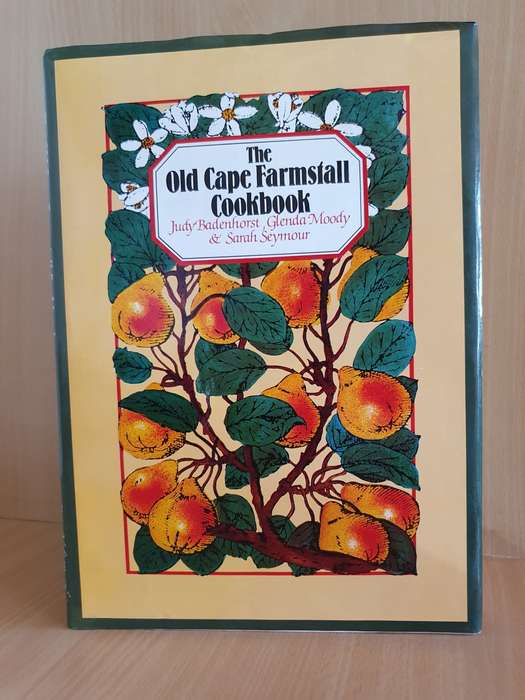 The
Old Cape Farmstall
Cookbook
Judy Badenhorst, Glenda Moody
& Sarah Seymour